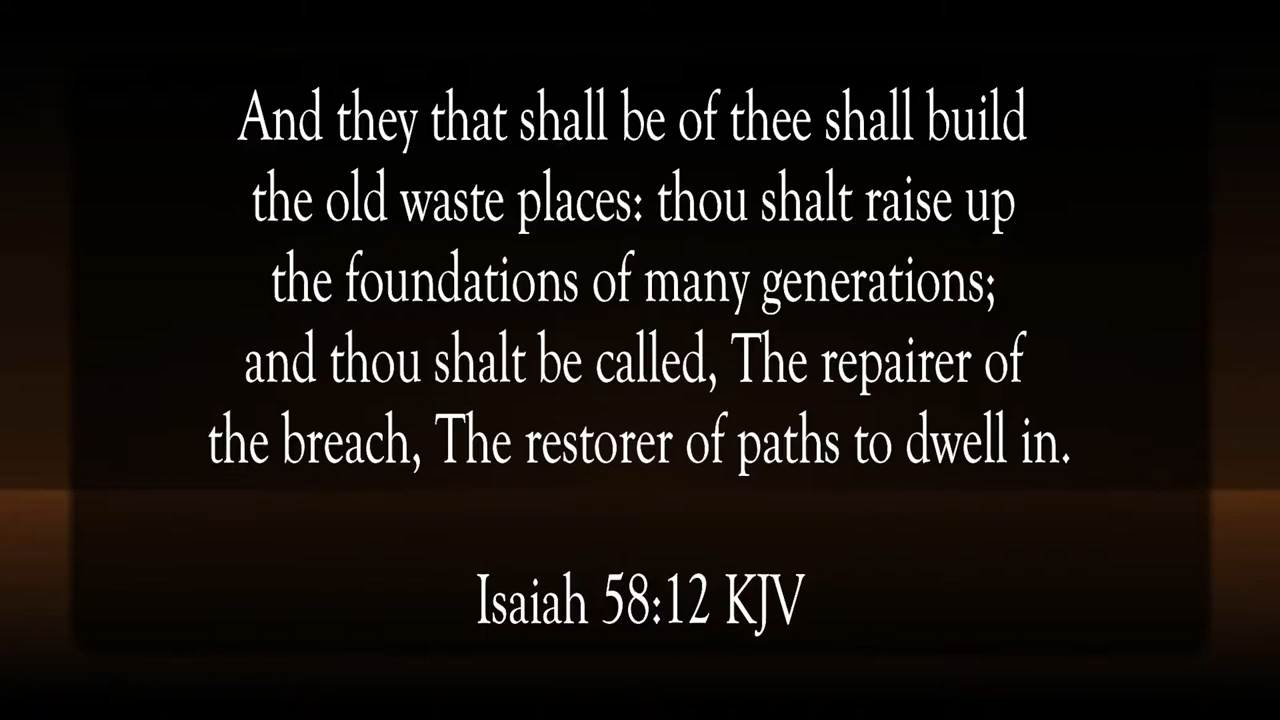 And they that shall be of thee shall build
the old waste places: thou shalt raise up
the foundations of many generations;
and thou shalt be called, The repairer of
the breach, The restorer of paths to dwell in.
Isaiah 58:12 KJV